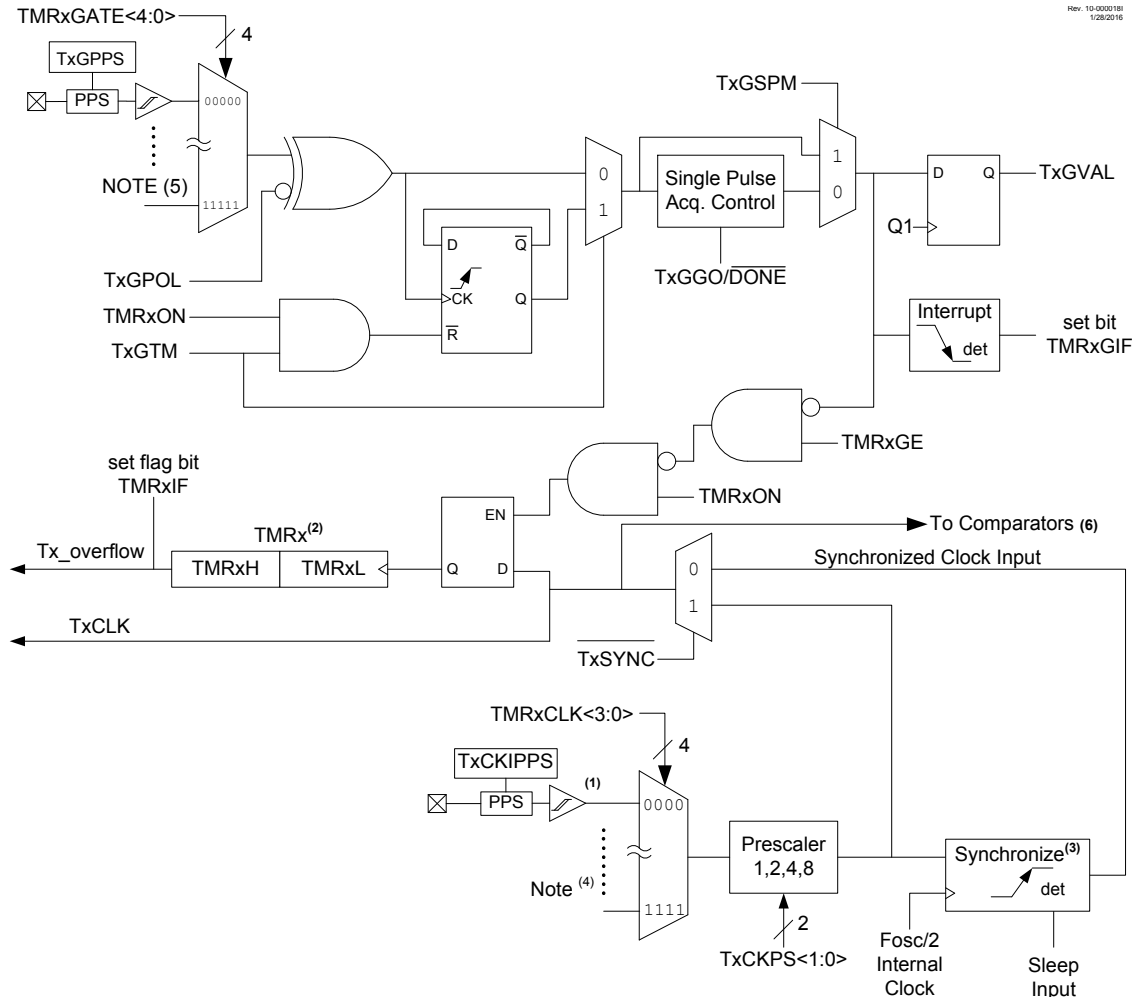 Rev. 10-000018I
1/28/2016
TMRxGATE<4:0>
4
TxGPPS
PPS
00000
NOTE (5)
11111
TxGPOL
TMRxON
TxGTM
D
Q
CK
Q
R
0
1
Single Pulse
Acq. Control
TxGGO/DONE
TxGSPM
1
0
D
Q
Q1
TxGVAL
Interrupt
det
set bit
TMRxGIF
TMRxGE
TMRxON
set flag bit
TMRxIF
Tx_overflow
TMRx(2)
TMRxH
TMRxL
EN
Q
D
TxCLK
To Comparators (6)
Synchronized Clock Input
0
1
TxSYNC
TMRxCLK<3:0>
4
TxCKIPPS
PPS
(1)
0000
Note (4)
1111
Prescaler
1,2,4,8
2
TxCKPS<1:0>
Synchronize(3)
det
Fosc/2
Internal
Clock
Sleep
Input